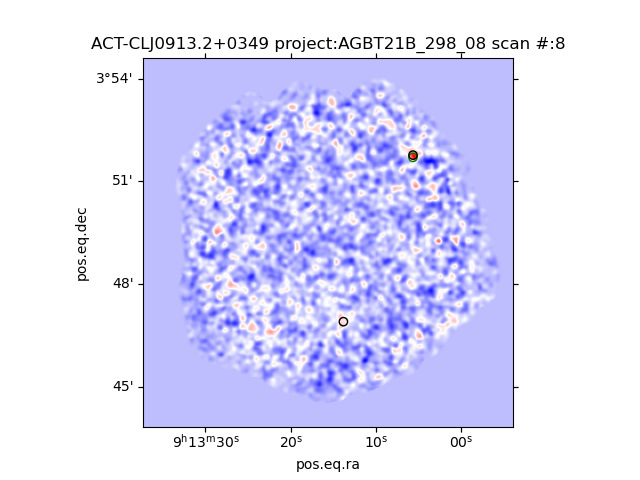 ACT-CLJ0913.2+0349 project:AGBT21B_298_08 scan #:8
3°54'
51'
48'
45'
pos.eq.dec
9ʰ13ᵐ30ˢ 20ˢ 10ˢ 00ˢ
pos.eq.ra